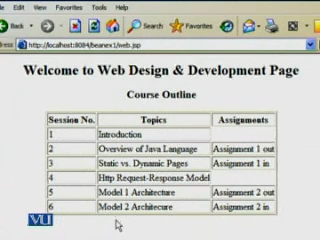 View Favorites Tools Help
Back Search Favorites
Address http://localhost:8084/beanex1/web.jsp
Welcome to Web Design & Development Page
Course Outline
Session No. Topics Assignments
1 Introduction
2 Overview of Java Language Assignment 1 out
3 Static vs. Dynamic Pages Assignment 1 in
4 Http Request-Response Model
5 Model 1 Architecture Assignment 2 out
6 Model 2 Architecure Assignment 2 in
VU